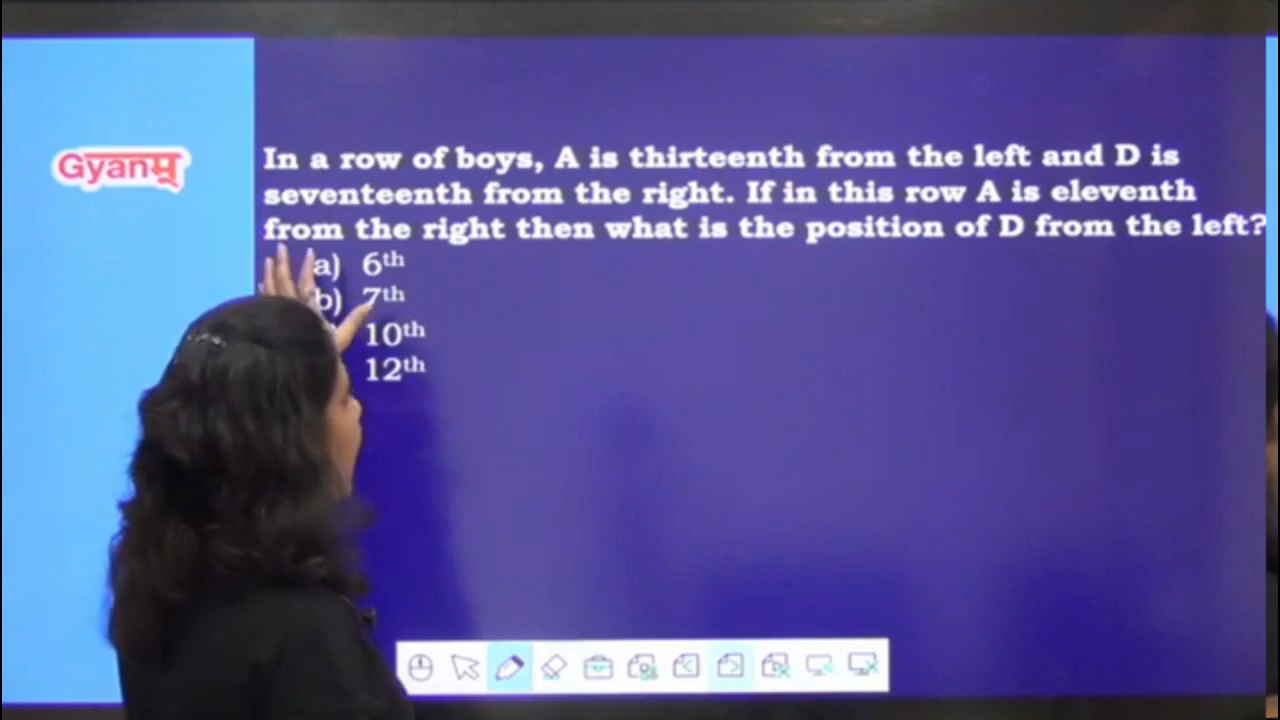 Gyanम्
In a row of boys, A is thirteenth from the left and D is
seventeenth from the right. If in this row A is eleventh
from the right then what is the position of D from the left?
a) 6th
b) 7th
10th
12th